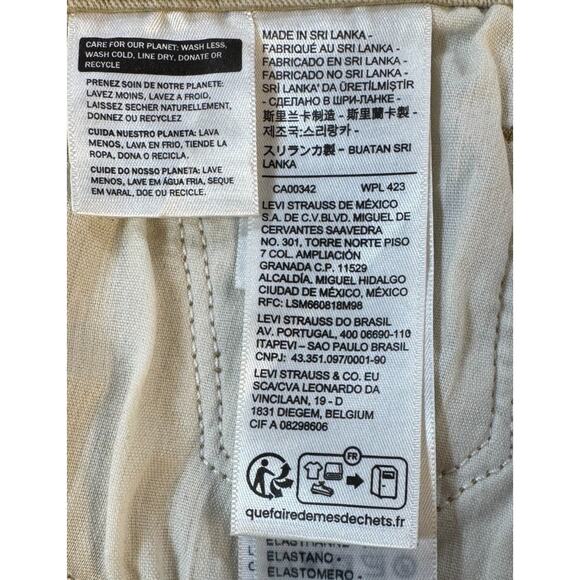 CARE FOR OUR PLANET: WASH LESS,
WASH COLD, LINE DRY, DONATE OR
RECYCLE
PRENEZ SOIN DE NOTRE PLANETE:
LAVEZ MOINS, LAVEZ A FROID,
LAISSEZ SECHER NATURELLEMENT,
DONNEZ OU RECYCLEZ
CUIDA NUESTRO PLANETA: LAVA
MENOS, LAVA EN FRIO, TIENDE LA
ROPA, DONA O RECICLA.
CUIDE DO NOSSO PLANETA: LAVE
MENOS, LAVE EM ÁGUA FRIA, SEQUE
EM VARAL, DOE OU RECICLE.
MADE IN SRI LANKA -
FABRIQUÉ AU SRI LANKA -
FABRICADO EN SRI LANKA -
FABRICADO NO SRI LANKA -
SRİ LANKA' DA ÜRETİLMİŞTİR
- СДЕЛАНО В ШРИ-ЛАНКЕ -
斯里兰卡制造 - 斯里蘭卡製 -
제조국:스리랑카 -
スリランカ製 - BUATAN SRI
LANKA
CA00342 WPL 423
LEVI STRAUSS DE MÉXICO
S.A. DE C.V.BLVD. MIGUEL DE
CERVANTES SAAVEDRA
NO. 301, TORRE NORTE PISO
7 COL. AMPLIACIÓN
GRANADA C.P. 11529
ALCALDÍA. MIGUEL HIDALGO
CIUDAD DE MÉXICO, MÉXICO
RFC: LSM660818M98
LEVI STRAUSS DO BRASIL
AV. PORTUGAL, 400 06690-110
ITAPEVI – SAO PAULO BRASIL
CNPJ: 43.351.097/0001-90
LEVI STRAUSS & CO. EU
SCA/CVA LEONARDO DA
VINCILAAN, 19 - D
1831 DIEGEM, BELGIUM
CIF A 08298606
FR
quefairedemesdechets.fr
ELASTHANNE
ELASTANO -
ELASTOMERO -